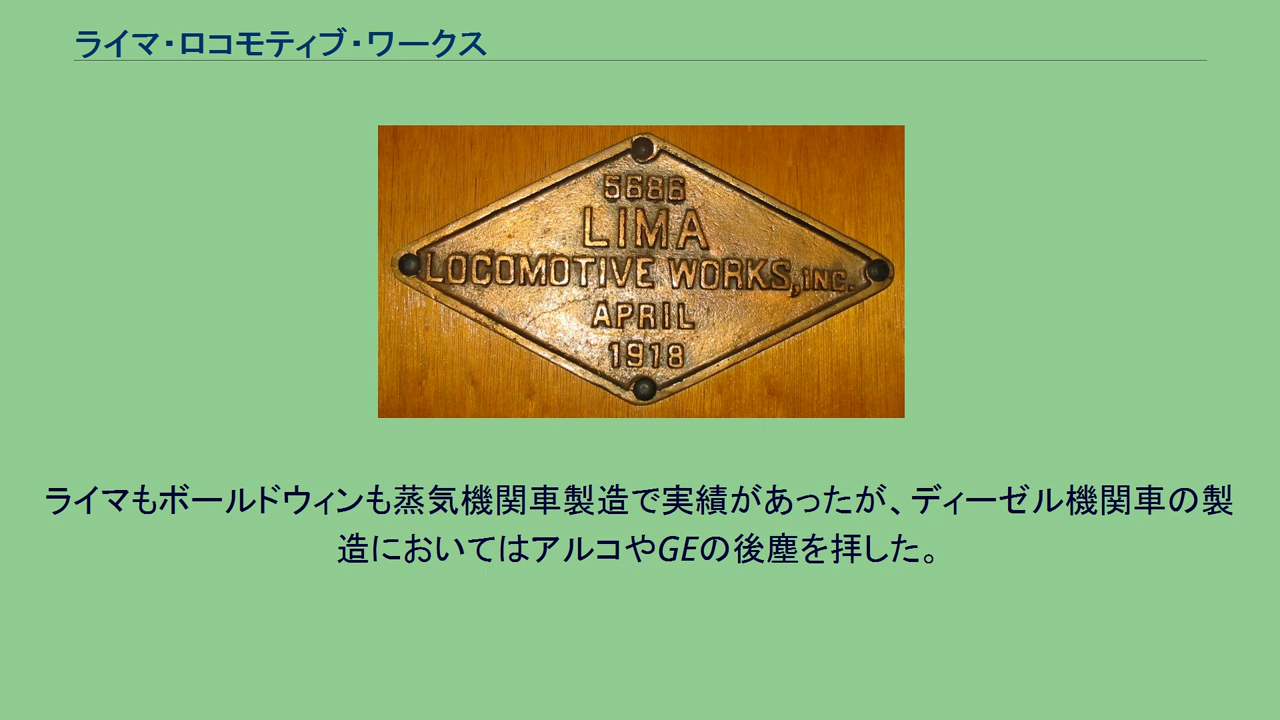 ライマ・ロコモティブ・ワークス
5686
LIMA
LOCOMOTIVE WORKS, INC.
APRIL
1918
ライマもボールドウィンも蒸気機関車製造で実績があったが、ディーゼル機関車の製
造においてはアルコやGEの後塵を拝した。